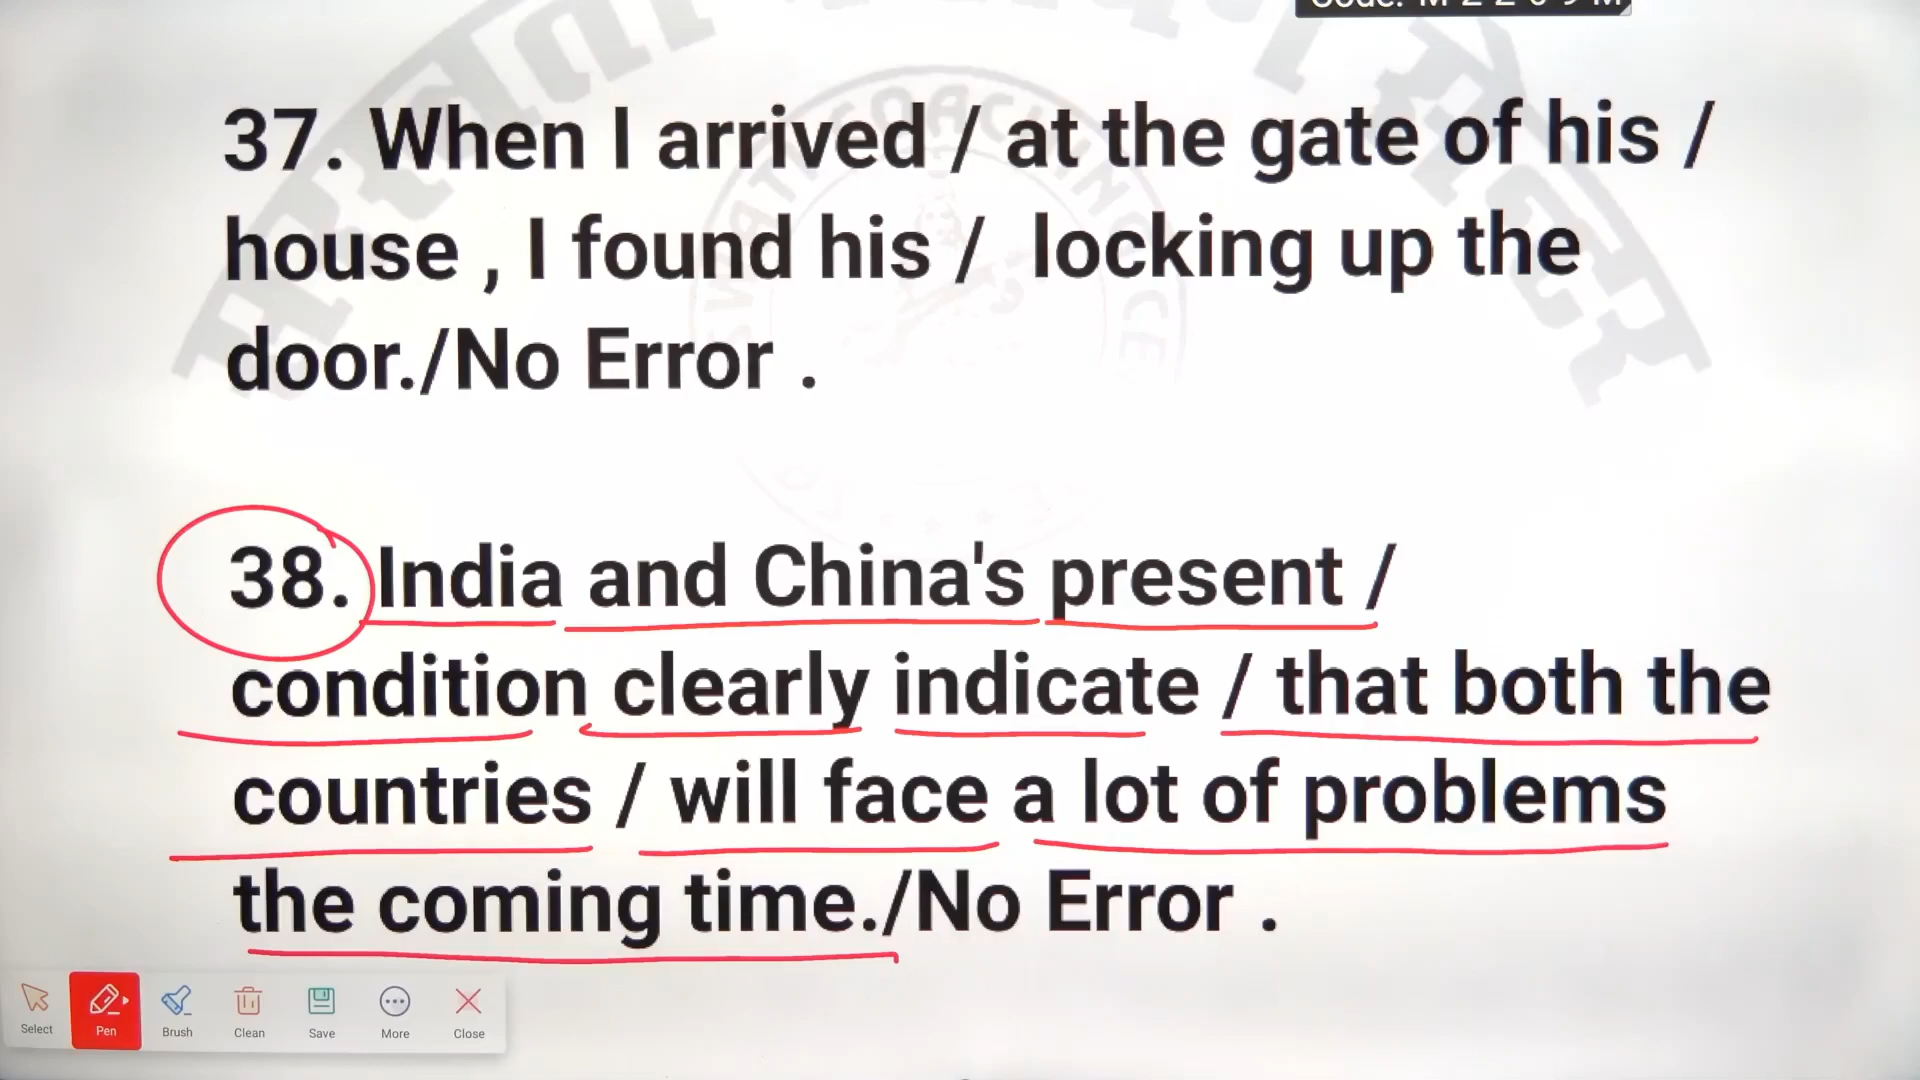 37. When I arrived / at the gate of his /
house , I found his / locking up the
door./No Error .
38. India and China's present /
condition clearly indicate / that both the
countries / will face a lot of problems
the coming time./No Error .
Select Pen Brush Clean Save More Close